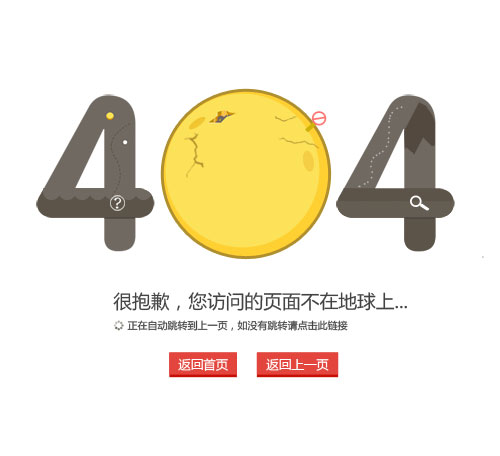 404
很抱歉，您访问的页面不在地球上...
正在自动跳转到上一页，如没有跳转请点击此链接
返回首页
返回上一页